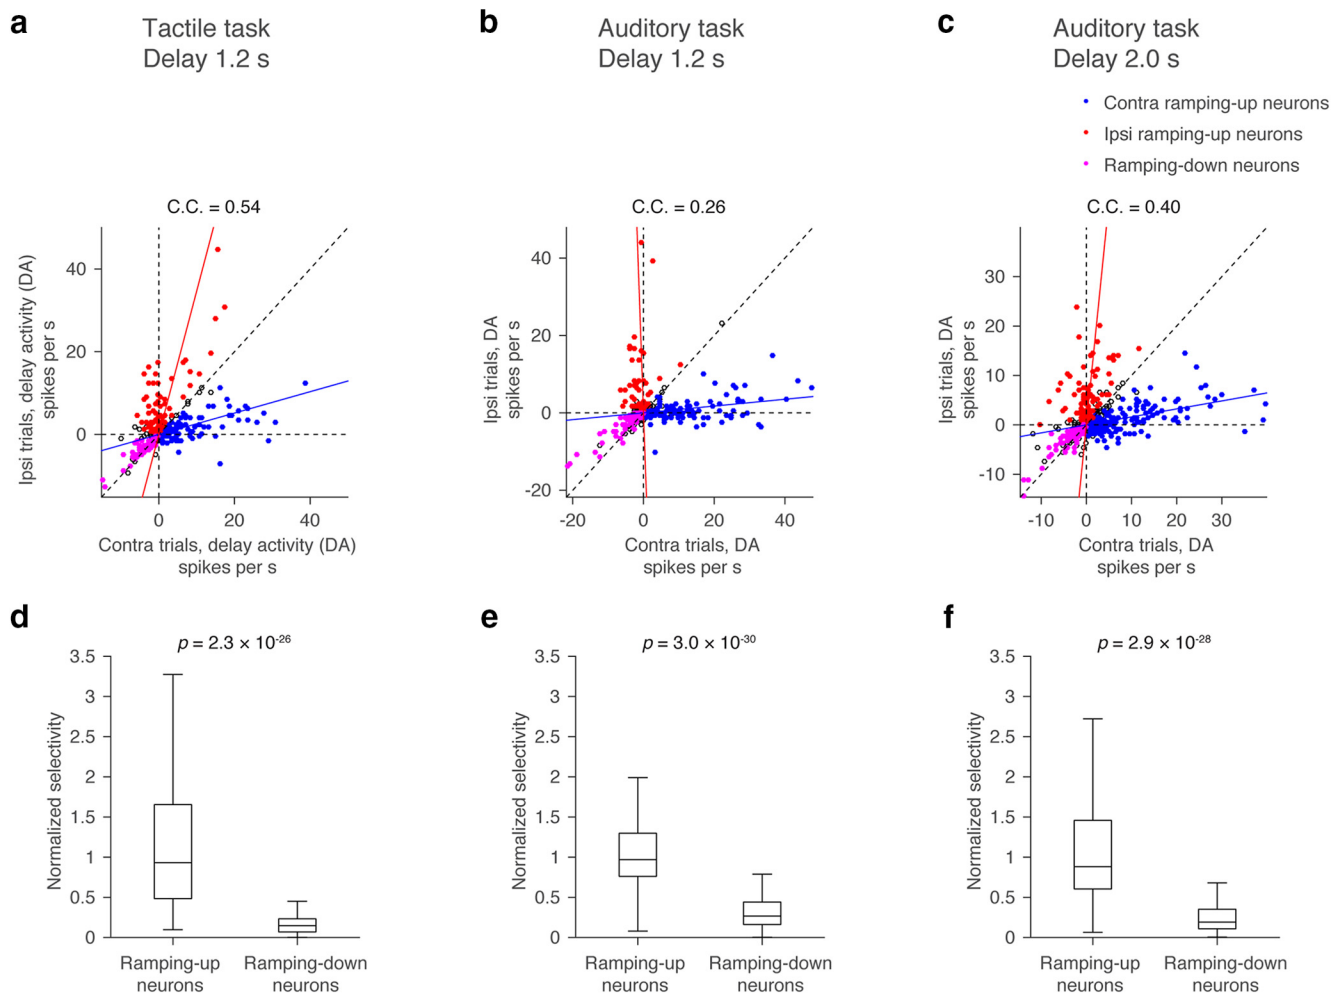 a
Tactile task
Delay 1.2 s
b
Auditory task
Delay 1.2 s
c
Auditory task
Delay 2.0 s
Contra ramping-up neurons
Ipsi ramping-up neurons
Ramping-down neurons
C.C. = 0.54
Ipsi trials, delay activity (DA)
spikes per s
40
20
0
0
20
40
Contra trials, delay activity (DA)
spikes per s
C.C. = 0.26
Ipsi trials, DA
spikes per s
40
20
0
-20
-20
0
20
40
Contra trials, DA
spikes per s
C.C. = 0.40
Ipsi trials, DA
spikes per s
30
20
10
0
-10
-10
0
10
20
30
Contra trials, DA
spikes per s
d
p = 2.3 × 10-26
Normalized selectivity
3.5
3
2.5
2
1.5
1
0.5
0
Ramping-up
neurons
Ramping-down
neurons
e
p = 3.0 × 10-30
Normalized selectivity
3.5
3
2.5
2
1.5
1
0.5
0
Ramping-up
neurons
Ramping-down
neurons
f
p = 2.9 × 10-28
Normalized selectivity
3.5
3
2.5
2
1.5
1
0.5
0
Ramping-up
neurons
Ramping-down
neurons